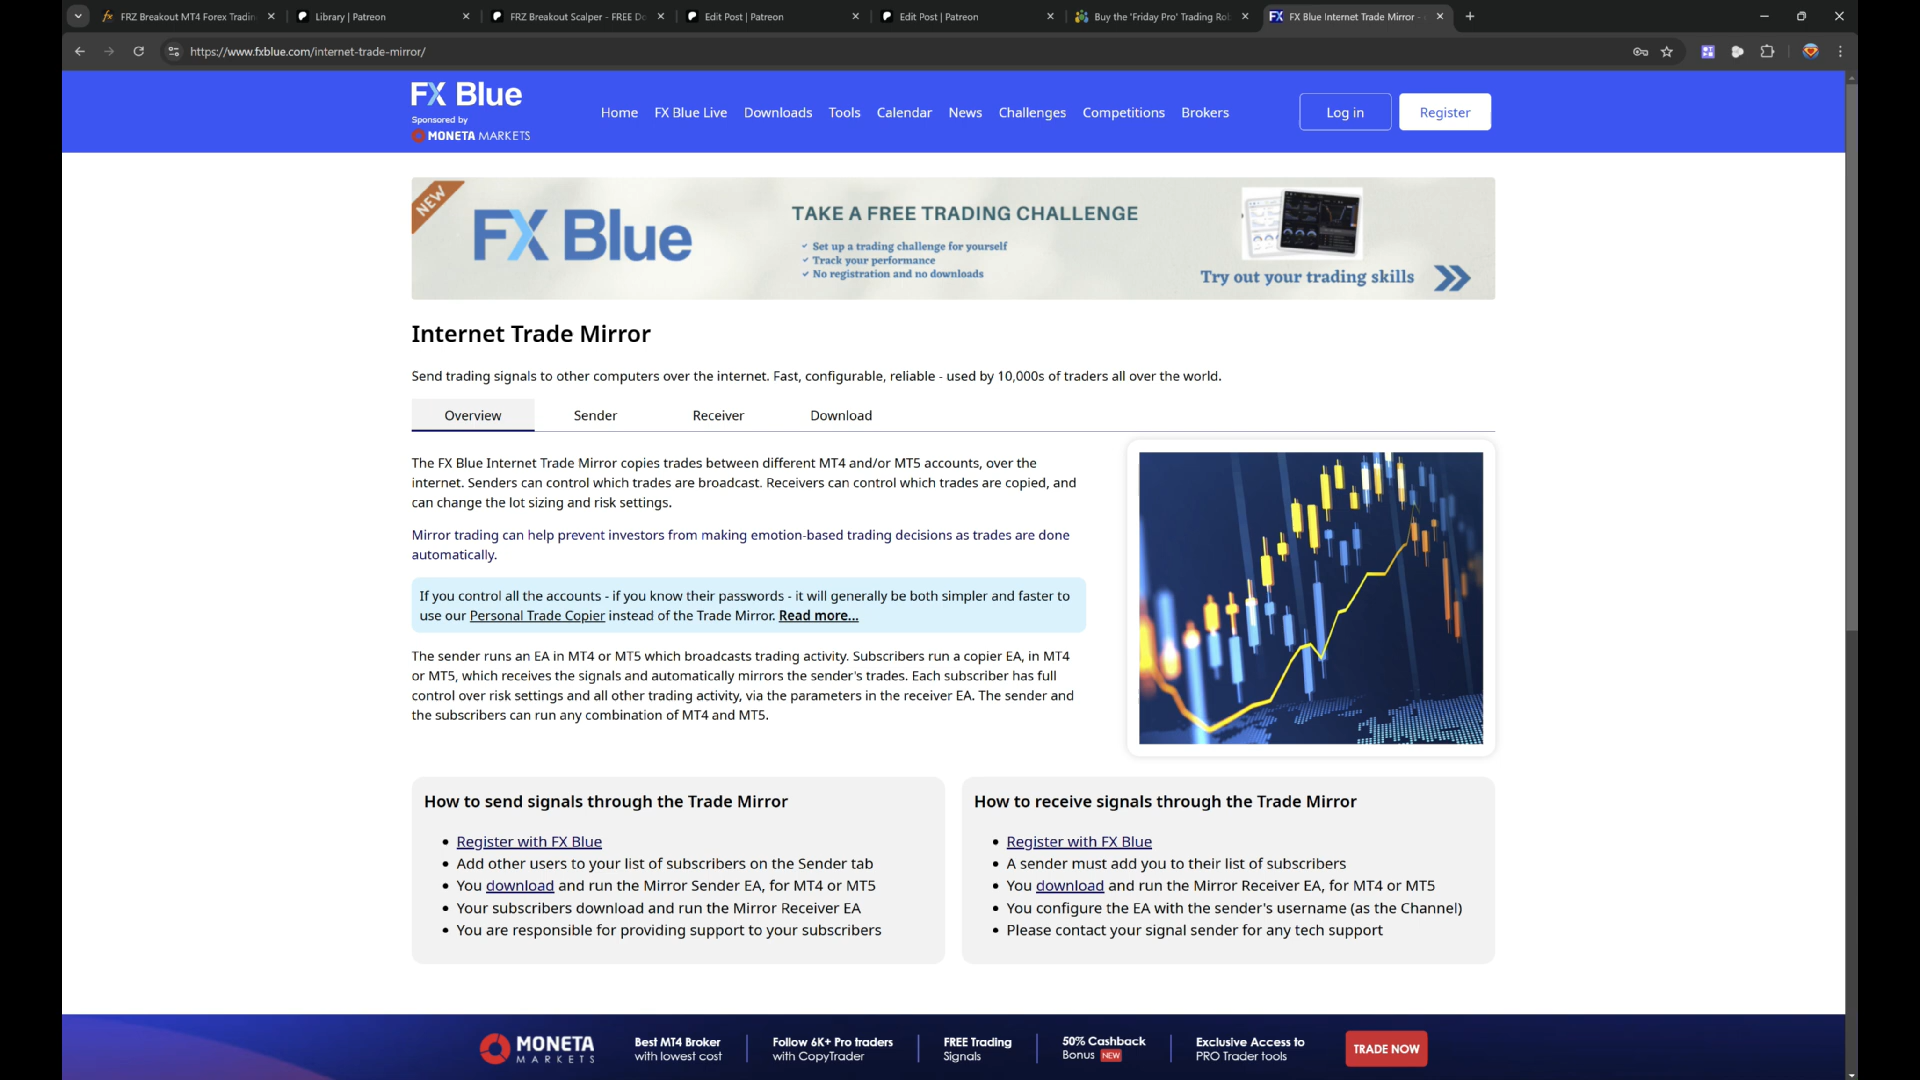 FRZ Breakout MT4 Forex Tradin
Library | Patreon
FRZ Breakout Scalper - FREE Do
Edit Post | Patreon
Edit Post | Patreon
Buy the 'Friday Pro' Trading Ro
FX Blue Internet Trade Mirror -
https://www.fxblue.com/internet-trade-mirror/
FX Blue
Sponsored by
MONETA MARKETS
Home FX Blue Live Downloads Tools Calendar News Challenges Competitions Brokers
Log in Register
NEW
FX Blue
TAKE A FREE TRADING CHALLENGE
✓ Set up a trading challenge for yourself
✓ Track your performance
✓ No registration and no downloads
Try out your trading skills
Internet Trade Mirror
Send trading signals to other computers over the internet. Fast, configurable, reliable - used by 10,000s of traders all over the world.
Overview Sender Receiver Download
The FX Blue Internet Trade Mirror copies trades between different MT4 and/or MT5 accounts, over the
internet. Senders can control which trades are broadcast. Receivers can control which trades are copied, and
can change the lot sizing and risk settings.
Mirror trading can help prevent investors from making emotion-based trading decisions as trades are done
automatically.
If you control all the accounts - if you know their passwords - it will generally be both simpler and faster to
use our Personal Trade Copier instead of the Trade Mirror. Read more...
The sender runs an EA in MT4 or MT5 which broadcasts trading activity. Subscribers run a copier EA, in MT4
or MT5, which receives the signals and automatically mirrors the sender's trades. Each subscriber has full
control over risk settings and all other trading activity, via the parameters in the receiver EA. The sender and
the subscribers can run any combination of MT4 and MT5.
How to send signals through the Trade Mirror
• Register with FX Blue
• Add other users to your list of subscribers on the Sender tab
• You download and run the Mirror Sender EA, for MT4 or MT5
• Your subscribers download and run the Mirror Receiver EA
• You are responsible for providing support to your subscribers
How to receive signals through the Trade Mirror
• Register with FX Blue
• A sender must add you to their list of subscribers
• You download and run the Mirror Receiver EA, for MT4 or MT5
• You configure the EA with the sender's username (as the Channel)
• Please contact your signal sender for any tech support
MONETA
MARKETS
Best MT4 Broker
with lowest cost
Follow 6K+ Pro traders
with CopyTrader
FREE Trading
Signals
50% Cashback
Bonus NEW
Exclusive Access to
PRO Trader tools
TRADE NOW